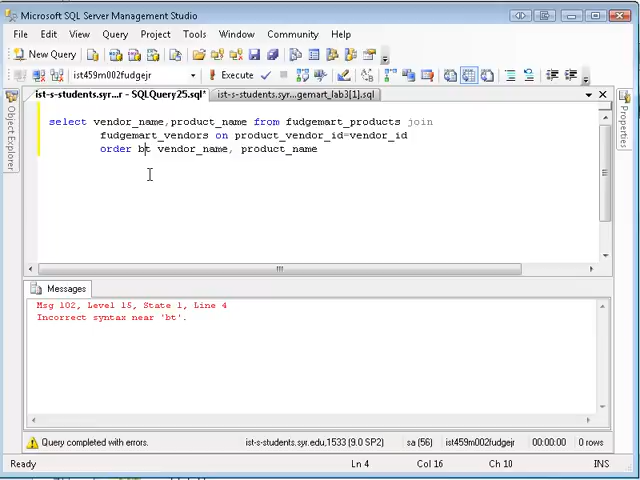 Microsoft SQL Server Management Studio
File Edit View Query Project Tools Window Community Help
New Query
ist459m002fudgejr Execute
ist-s-students.syr...r - SQLQuery25.sql* ist-s-students.syr...gemart_lab3[1].sql
Object Explorer
Properties
select vendor_name,product_name from fudgemart_products join
fudgemart_vendors on product_vendor_id=vendor_id
order bt vendor_name, product_name
Messages
Msg 102, Level 15, State 1, Line 4
Incorrect syntax near 'bt'.
Query completed with errors. ist-s-students.syr.edu,1533 (9.0 SP2) sa (56) ist459m002fudgejr 00:00:00 0 rows
Ready Ln 4 Col 16 Ch 10 INS